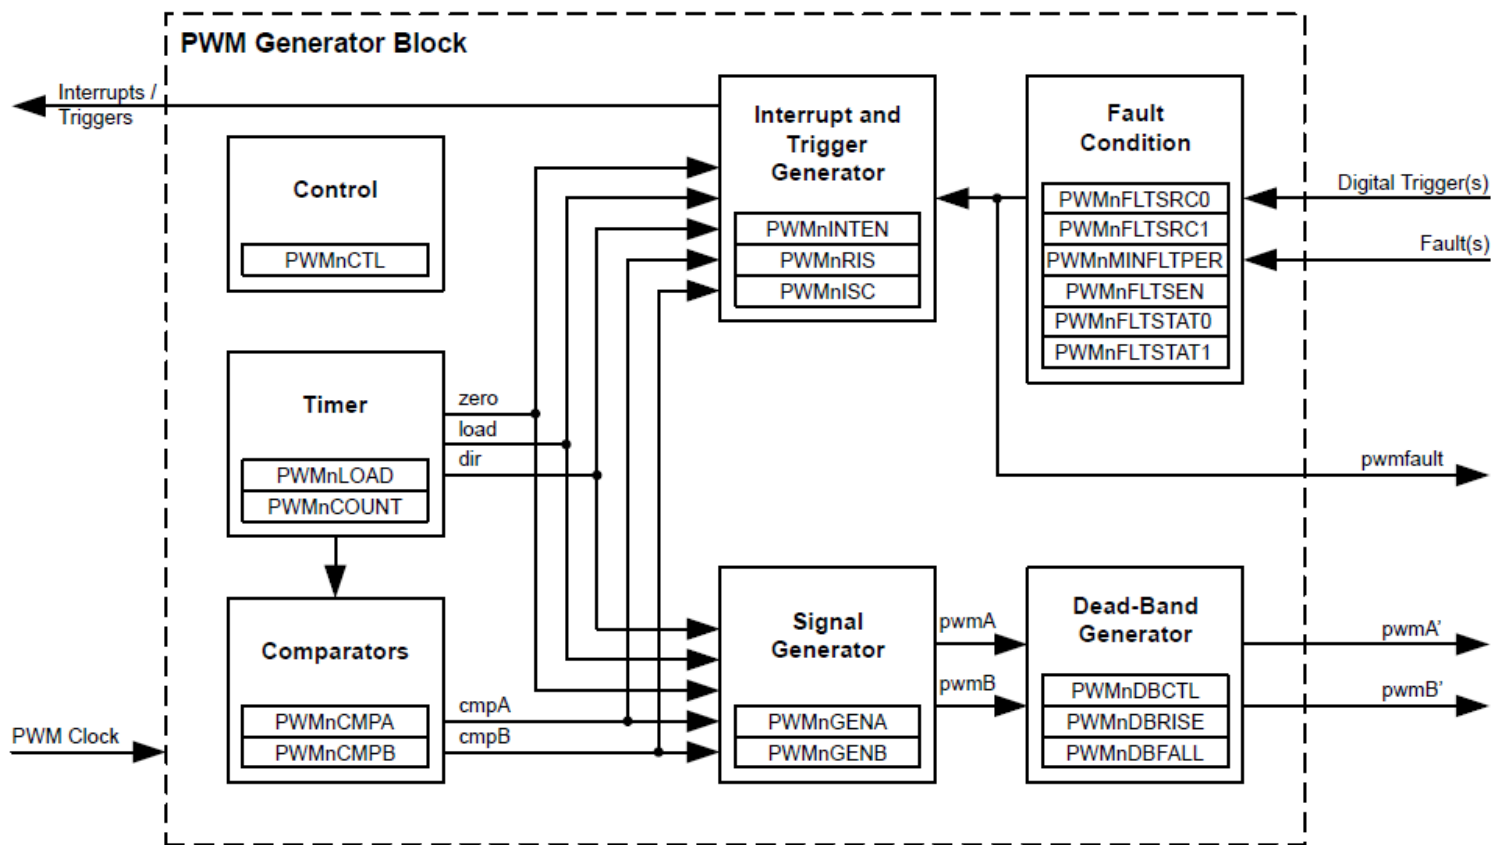 PWM Generator Block
Interrupts /
Triggers
Control
PWMnCTL
Interrupt and
Trigger
Generator
PWMnINTEN
PWMnRIS
PWMnISC
Fault
Condition
PWMnFLTSRC0
PWMnFLTSRC1
PWMnMINFLTPER
PWMnFLTSEN
PWMnFLTSTAT0
PWMnFLTSTAT1
Digital Trigger(s)
Fault(s)
Timer
PWMnLOAD
PWMnCOUNT
zero
load
dir
pwmfault
Comparators
PWMnCMPA
PWMnCMPB
cmpA
cmpB
PWM Clock
Signal
Generator
PWMnGENA
PWMnGENB
pwmA
pwmB
Dead-Band
Generator
PWMnDBCTL
PWMnDBRISE
PWMnDBFALL
pwmA’
pwmB’